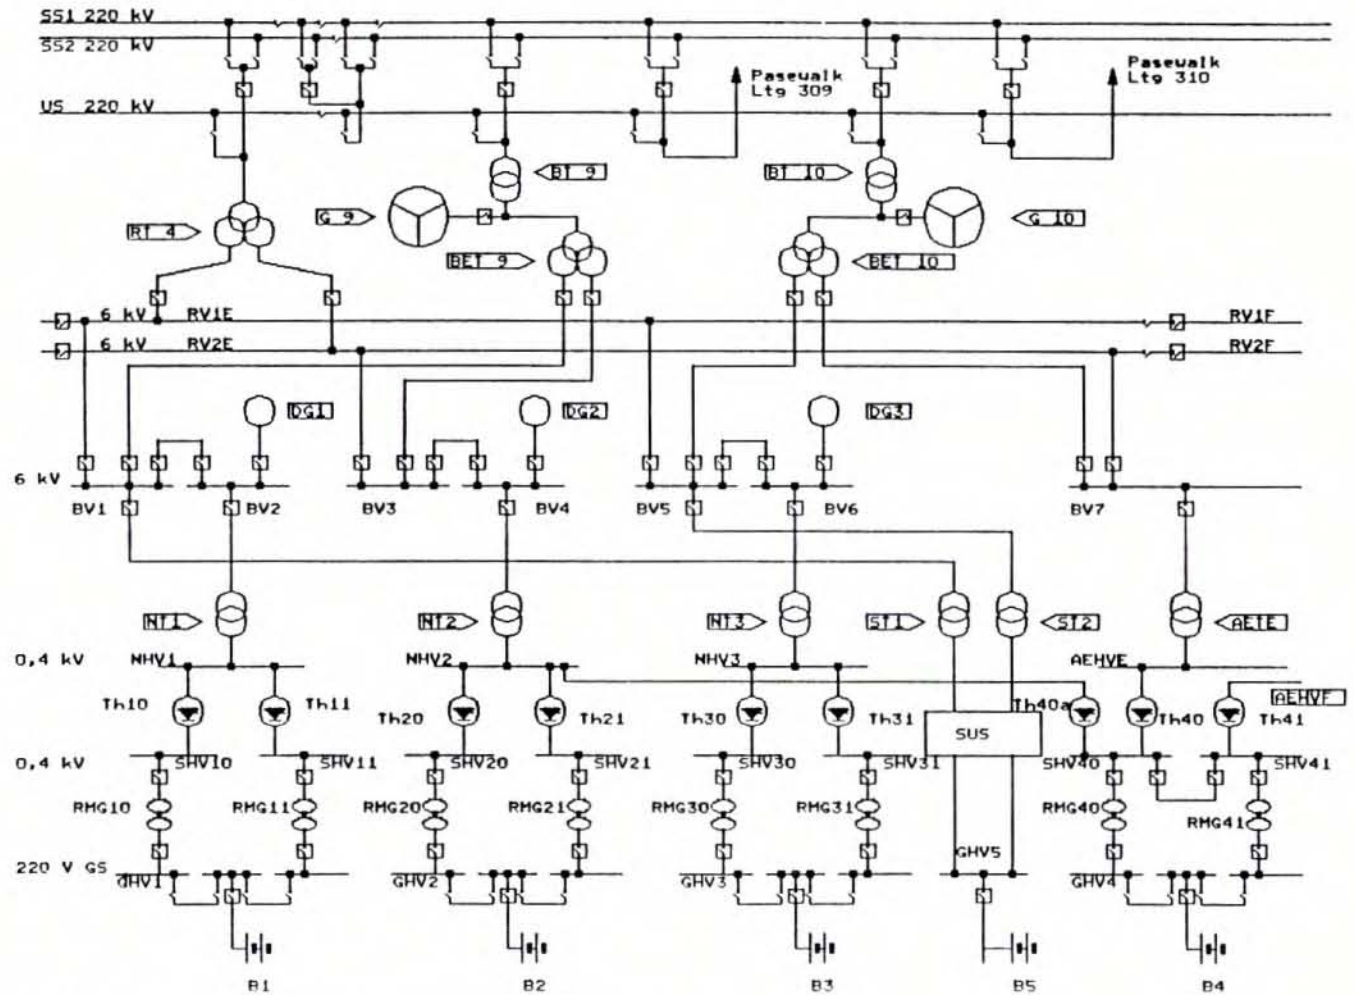 SS1 220 kV
SS2 220 kV
Pasewalk
Ltg 309
Pasewalk
Ltg 310
US 220 kV
BT 9
BT 10
G 9
G 10
RT 4
BET 9
BET 10
6 kV RV1E
RV1F
6 kV RV2E
RV2F
DG1
DG2
DG3
6 kV
BV1
BV2
BV3
BV4
BV5
BV6
BV7
NT1
NT2
NT3
ST1
ST2
AETE
0,4 kV
NHV1
NHV2
NHV3
AEHVE
AEHVF
Th10
Th11
Th20
Th21
Th30
Th31
Th40a
Th40
Th41
SUS
0,4 kV
SHV10
SHV11
SHV20
SHV21
SHV30
SHV31
SHV40
SHV41
RMG10
RMG11
RMG20
RMG21
RMG30
RMG31
RMG40
RMG41
220 V GS
GHV1
GHV2
GHV3
GHV5
GHV4
B1
B2
B3
B5
B4